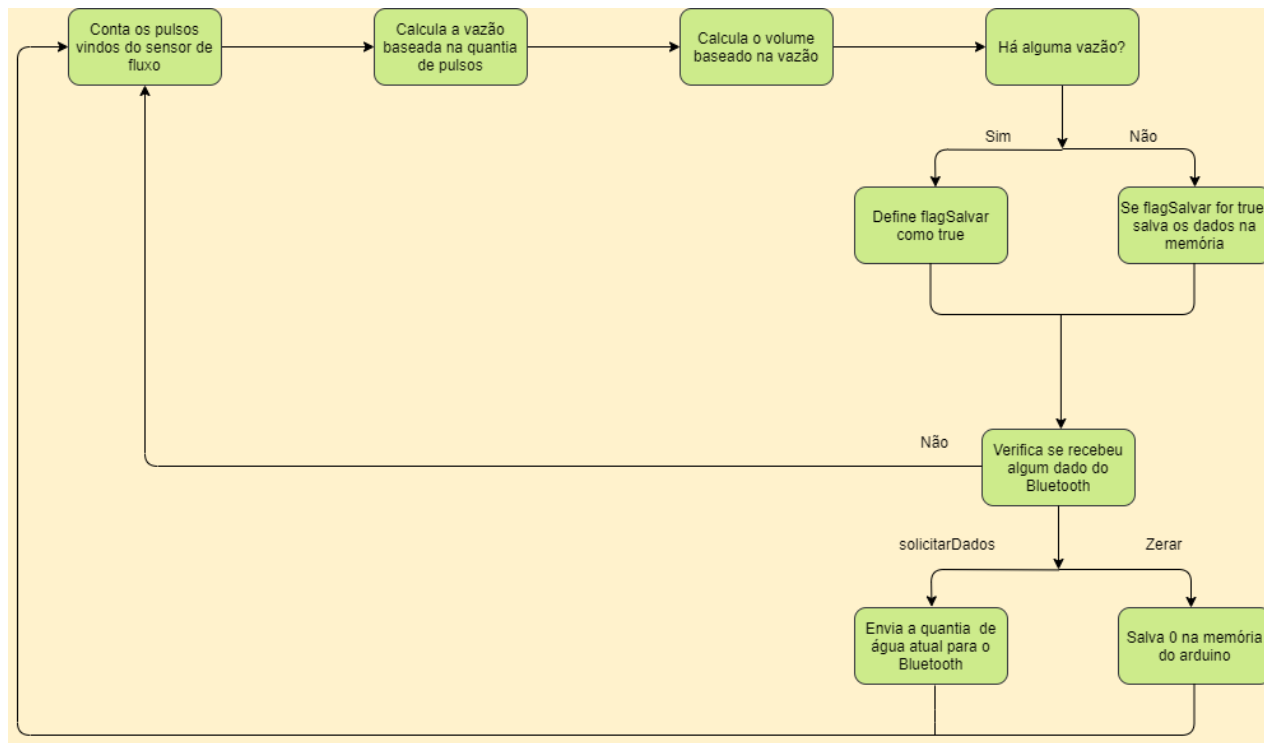 Conta os pulsos
vindos do sensor de
fluxo
Calcula a vazão
baseada na quantia
de pulsos
Calcula o volume
baseado na vazão
Há alguma vazão?
Sim
Não
Define flagSalvar
como true
Se flagSalvar for true
salva os dados na
memória
Não
Verifica se recebeu
algum dado do
Bluetooth
solicitarDados
Zerar
Envia a quantia de
água atual para o
Bluetooth
Salva 0 na memória
do arduino